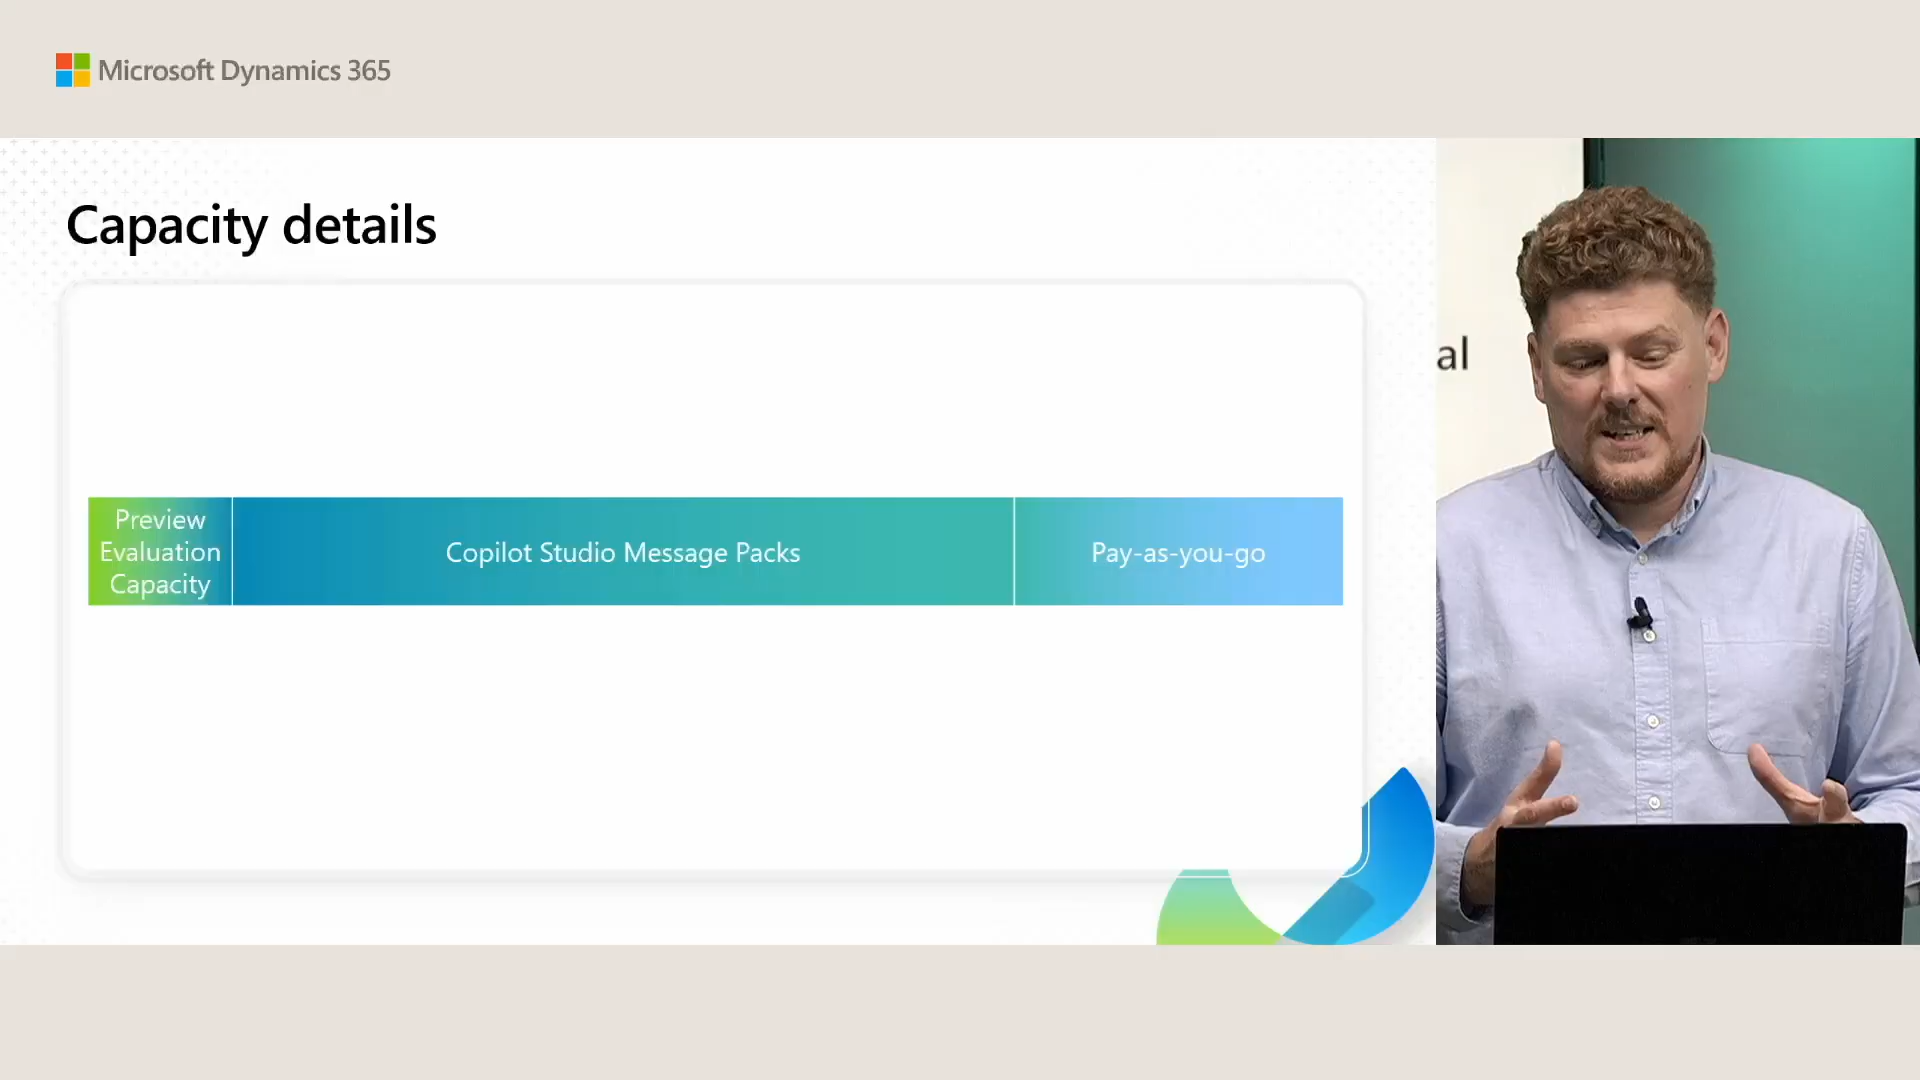 Microsoft Dynamics 365
Capacity details
al
Preview
Evaluation
Capacity
Copilot Studio Message Packs
Pay-as-you-go